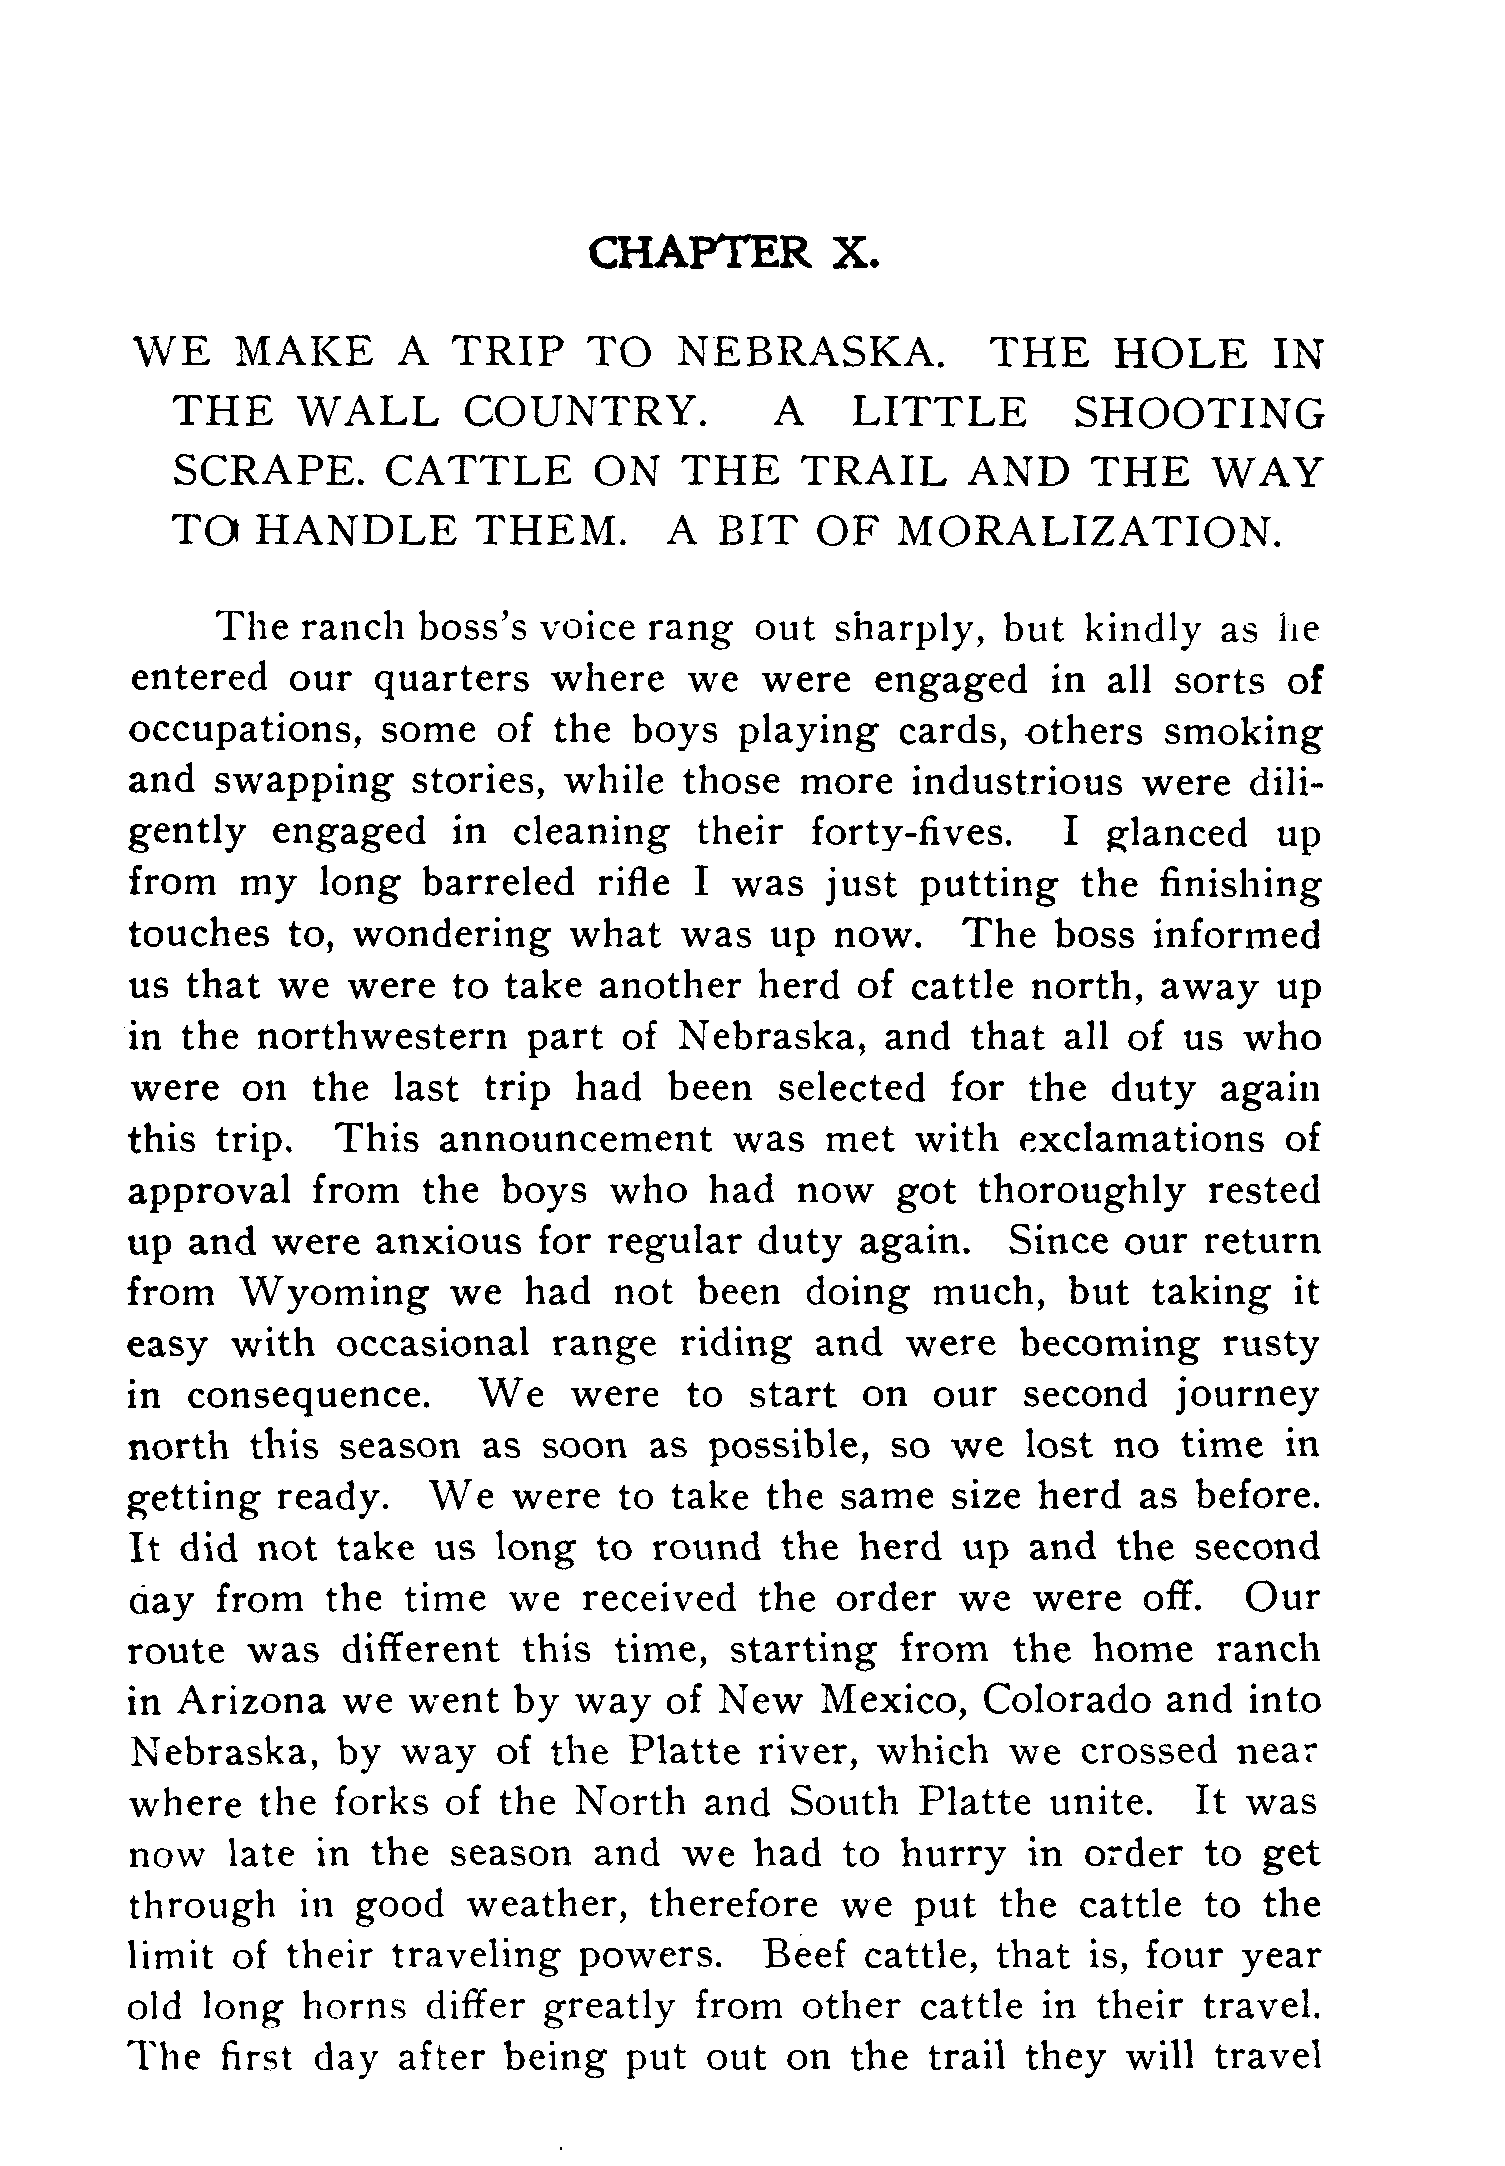 CHAPTER X.
WE MAKE A TRIP TO NEBRASKA. THE HOLE IN
THE WALL COUNTRY. A LITTLE SHOOTING
SCRAPE. CATTLE ON THE TRAIL AND THE WAY
TO HANDLE THEM. A BIT OF MORALIZATION.
The ranch boss's voice rang out sharply, but kindly as he
entered our quarters where we were engaged in all sorts of
occupations, some of the boys playing cards, others smoking
and swapping stories, while those more industrious were dili-
gently engaged in cleaning their forty-fives. I glanced up
from my long barreled rifle I was just putting the finishing
touches to, wondering what was up now. The boss informed
us that we were to take another herd of cattle north, away up
in the northwestern part of Nebraska, and that all of us who
were on the last trip had been selected for the duty again
this trip. This announcement was met with exclamations of
approval from the boys who had now got thoroughly rested
up and were anxious for regular duty again. Since our return
from Wyoming we had not been doing much, but taking it
easy with occasional range riding and were becoming rusty
in consequence. We were to start on our second journey
north this season as soon as possible, so we lost no time in
getting ready. We were to take the same size herd as before.
It did not take us long to round the herd up and the second
day from the time we received the order we were off. Our
route was different this time, starting from the home ranch
in Arizona we went by way of New Mexico, Colorado and into
Nebraska, by way of the Platte river, which we crossed near
where the forks of the North and South Platte unite. It was
now late in the season and we had to hurry in order to get
through in good weather, therefore we put the cattle to the
limit of their traveling powers. Beef cattle, that is, four year
old long horns differ greatly from other cattle in their travel.
The first day after being put out on the trail they will travel